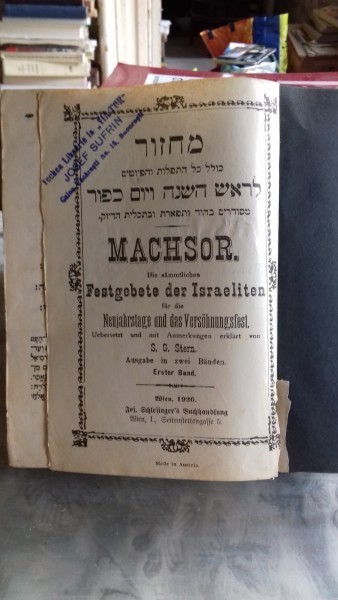 JOSEF SUFRIN
מחזור
כולל כל התפלות והפיוטים
לראש השנה ויום כפור
מסודרים בהוד ותפארת ובתכלית הדיוק.
MACHSOR.
Die sämmtlichen
Festgebete der Israeliten
für die
Neujahrstage und das Versöhnungsfest.
Uebersetzt und mit Anmerkungen erklärt von
S. G. Stern.
Ausgabe in zwei Bänden.
Erster Band.
Wien, 1926.
Jos. Schlesinger's Buchhandlung
Wien, I., Seitenstettengasse 5.
Made in Austria.